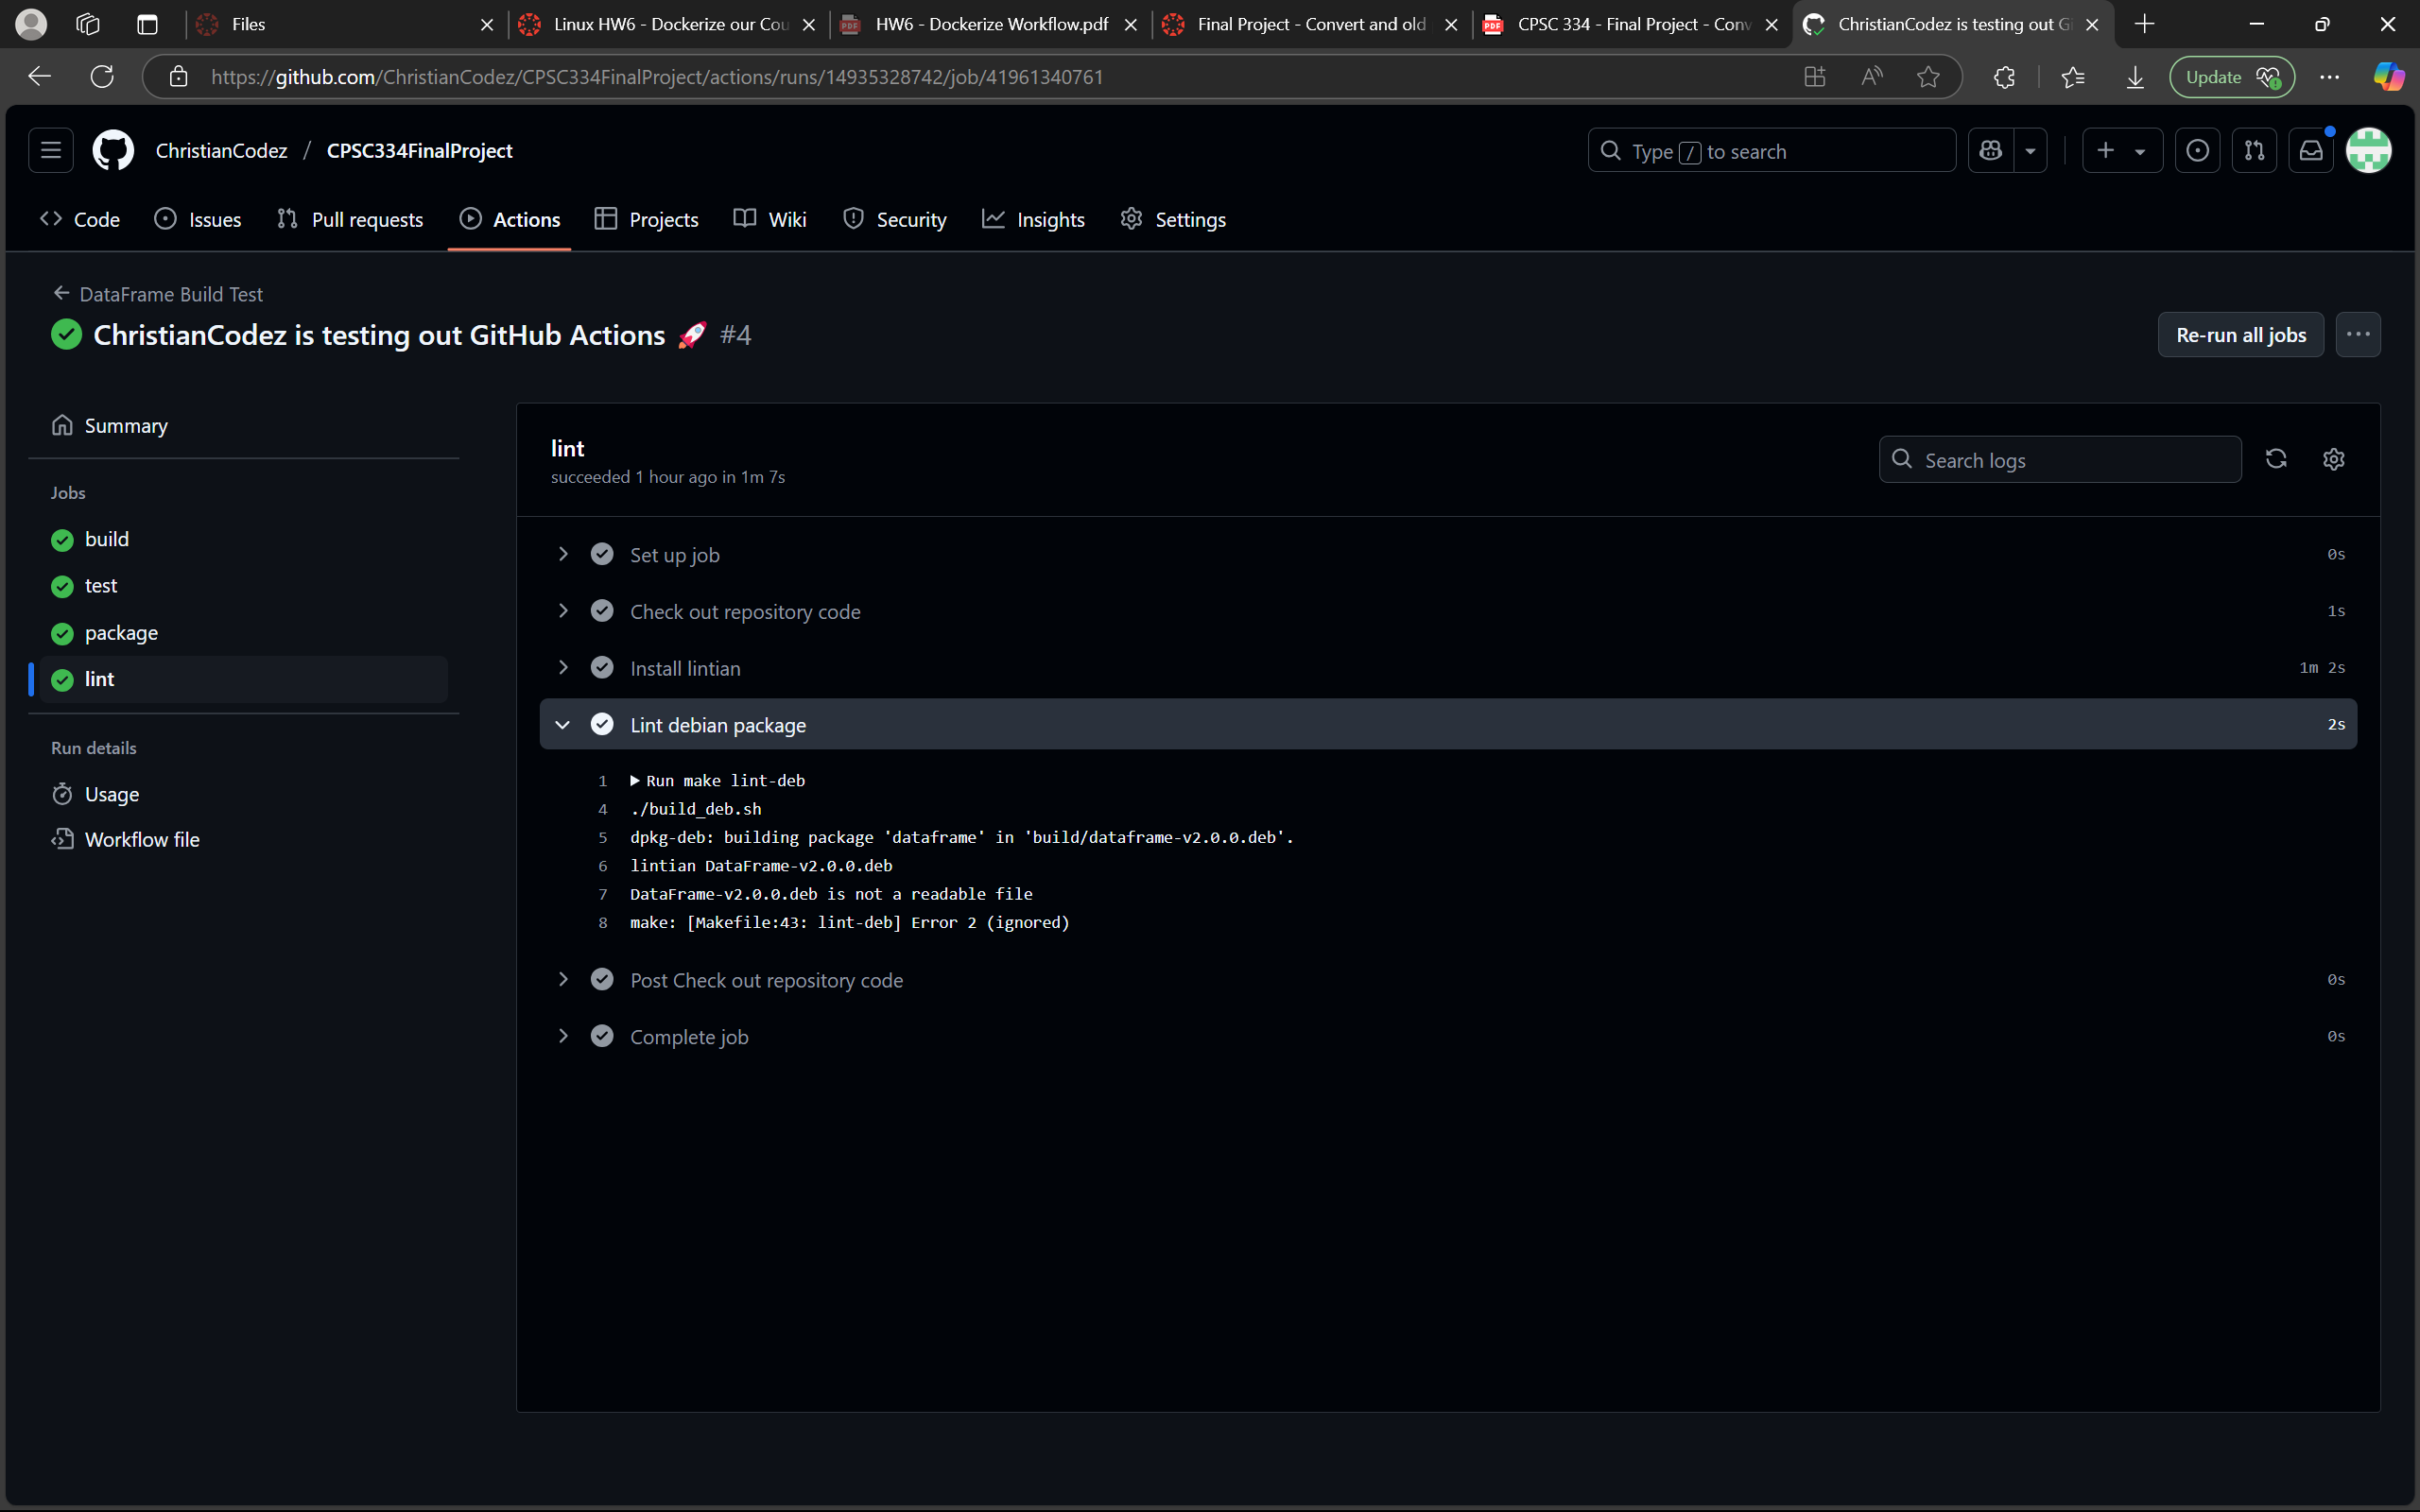 Files
Linux HW6 - Dockerize our Cou
HW6 - Dockerize Workflow.pdf
Final Project - Convert and old
CPSC 334 - Final Project - Conv
ChristianCodez is testing out Gi
https://github.com/ChristianCodez/CPSC334FinalProject/actions/runs/14935328742/job/41961340761
Update
ChristianCodez / CPSC334FinalProject
Type / to search
Code
Issues
Pull requests
Actions
Projects
Wiki
Security
Insights
Settings
DataFrame Build Test
ChristianCodez is testing out GitHub Actions 🚀 #4
Re-run all jobs
Summary
Jobs
build
test
package
lint
Run details
Usage
Workflow file
lint
succeeded 1 hour ago in 1m 7s
Search logs
Set up job 0s
Check out repository code 1s
Install lintian 1m 2s
Lint debian package 2s
1 Run make lint-deb
4 ./build_deb.sh
5 dpkg-deb: building package 'dataframe' in 'build/dataframe-v2.0.0.deb'.
6 lintian DataFrame-v2.0.0.deb
7 DataFrame-v2.0.0.deb is not a readable file
8 make: [Makefile:43: lint-deb] Error 2 (ignored)
Post Check out repository code 0s
Complete job 0s